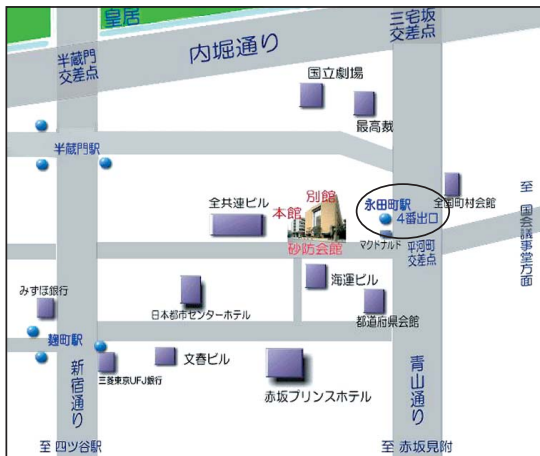 皇居
三宅坂
交差点
半蔵門
交差点
内堀通り
国立劇場
最高裁
半蔵門駅
全国町村会館
至 国会議事堂方面
別館
本館
全共連ビル
永田町駅
4番出口
マクドナルド
砂防会館
平河町
交差点
海運ビル
みずほ銀行
日本都市センターホテル
都道府県会館
麹町駅
文春ビル
三菱東京UFJ銀行
赤坂プリンスホテル
新宿通り
青山通り
至 四ツ谷駅
至 赤坂見附